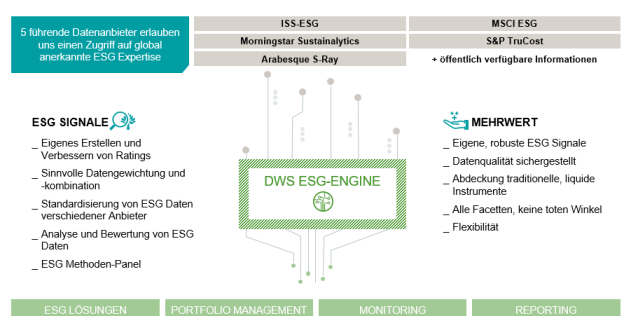 5 führende Datenanbieter erlauben
uns einen Zugriff auf global
anerkannte ESG Expertise
ISS-ESG
MSCI ESG
Morningstar Sustainalytics
S&P TruCost
Arabesque S-Ray
+ öffentlich verfügbare Informationen
ESG SIGNALE
_ Eigenes Erstellen und
Verbessern von Ratings
_ Sinnvolle Datengewichtung und
-kombination
_ Standardisierung von ESG Daten
verschiedener Anbieter
_ Analyse und Bewertung von ESG
Daten
_ ESG Methoden-Panel
DWS ESG-ENGINE
MEHRWERT
_ Eigene, robuste ESG Signale
_ Datenqualität sichergestellt
_ Abdeckung traditionelle, liquide
Instrumente
_ Alle Facetten, keine toten Winkel
_ Flexibilität
ESG LÖSUNGEN
PORTFOLIO MANAGEMENT
MONITORING
REPORTING